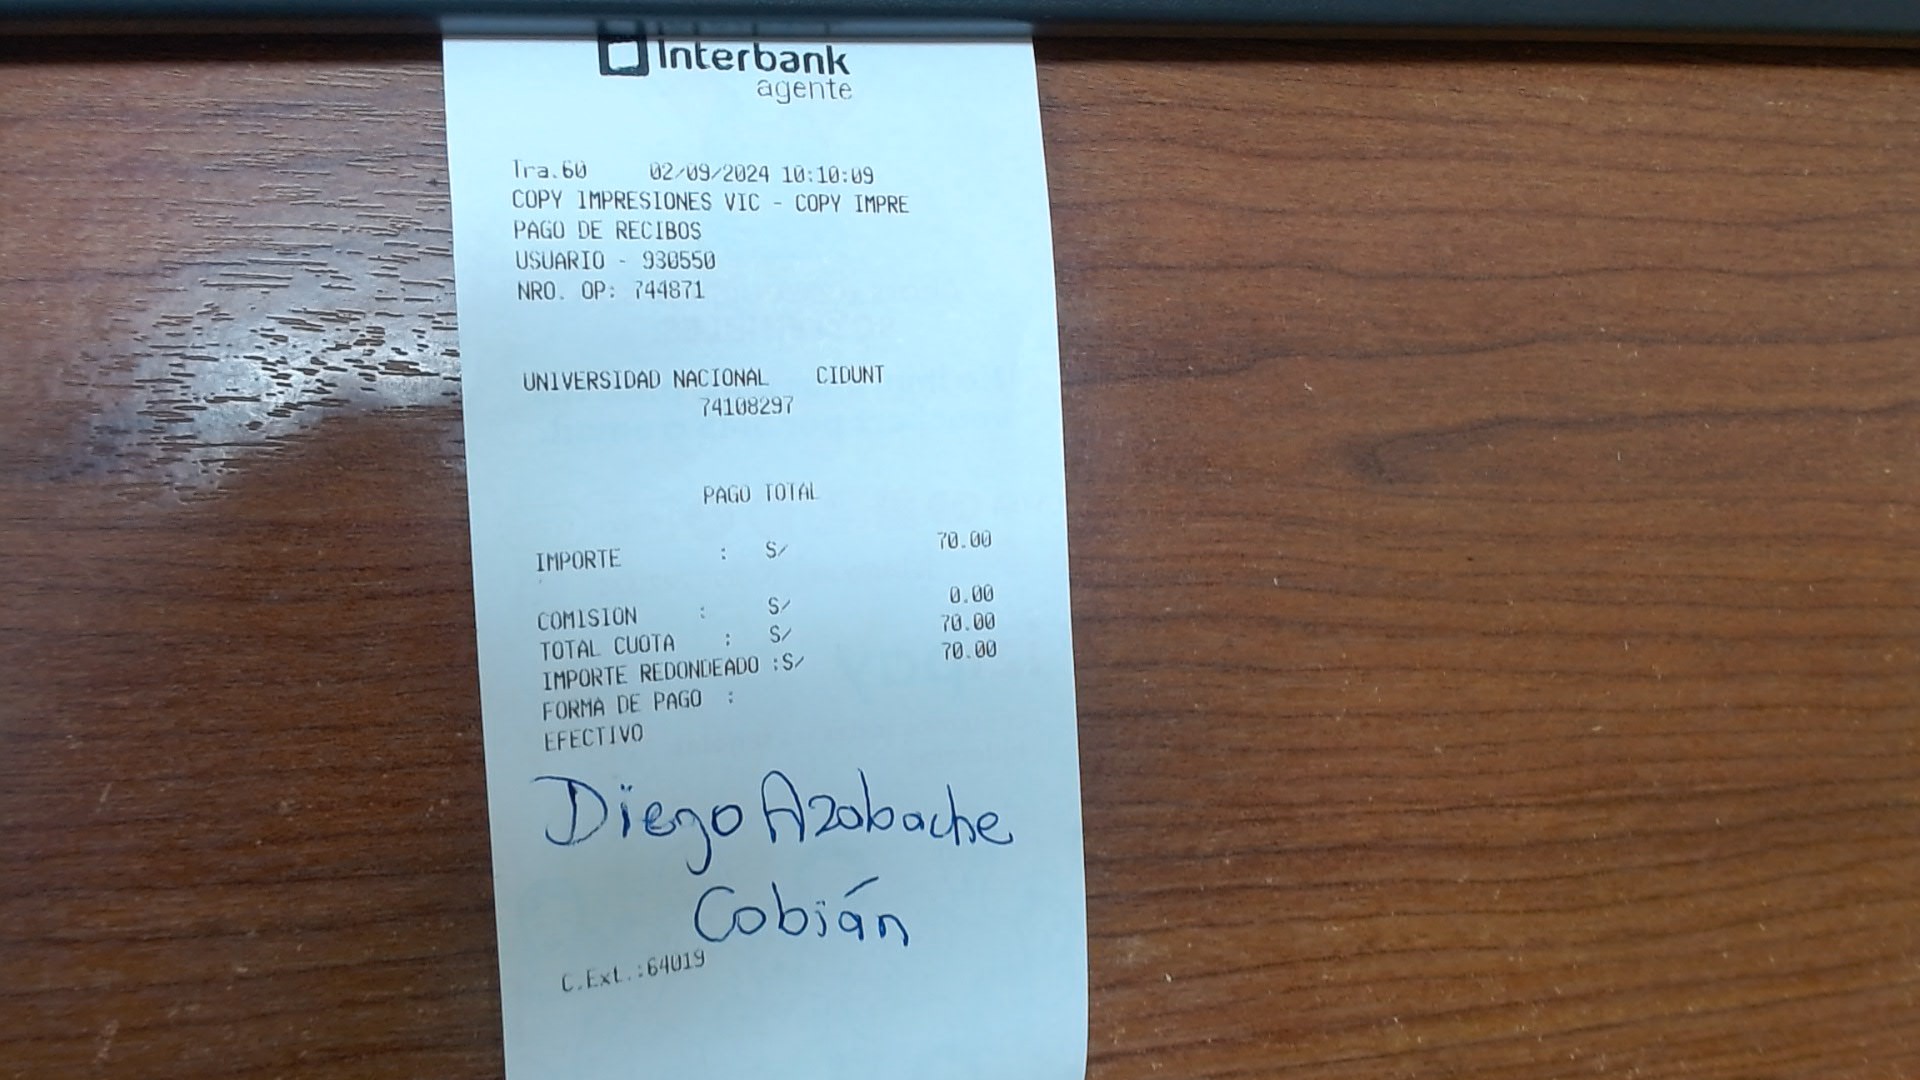 Interbank
agente
Tra.60 02/09/2024 10:10:09
COPY IMPRESIONES VIC - COPY IMPRE
PAGO DE RECIBOS
USUARIO - 930550
NRO. OP: 744871
UNIVERSIDAD NACIONAL CIDUNT
74108297
PAGO TOTAL
IMPORTE : S/ 70.00
COMISION : S/ 0.00
TOTAL CUOTA : S/ 70.00
IMPORTE REDONDEADO :S/ 70.00
FORMA DE PAGO :
EFECTIVO
Diego Azabache
Cobián
C.Ext.:64019